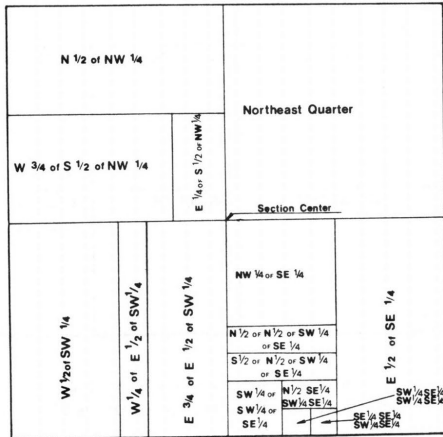 N 1/2 of NW 1/4
Northeast Quarter
W 3/4 of S 1/2 of NW 1/4
E 1/4 of S 1/2 of NW 1/4
Section Center
W 1/2 of SW 1/4
W 1/4 of E 1/2 of SW 1/4
E 3/4 of E 1/2 of SW 1/4
NW 1/4 of SE 1/4
N 1/2 OF N 1/2 OF SW 1/4
OF SE 1/4
S 1/2 OF N 1/2 OF SW 1/4
OF SE 1/4
SW 1/4 OF
SW 1/4 OF
SE 1/4
N 1/2 SE 1/4
SW 1/4 SE 1/4
E 1/2 of SE 1/4
SW 1/4 SE 1/4
SW 1/4 SE 1/4
SE 1/4 SE 1/4
SW 1/4 SE 1/4